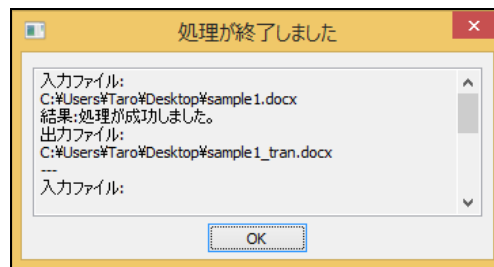 処理が終了しました
入力ファイル:
C:¥Users¥Taro¥Desktop¥sample1.docx
結果:処理が成功しました。
出力ファイル:
C:¥Users¥Taro¥Desktop¥sample1_tran.docx
---
入力ファイル:
OK